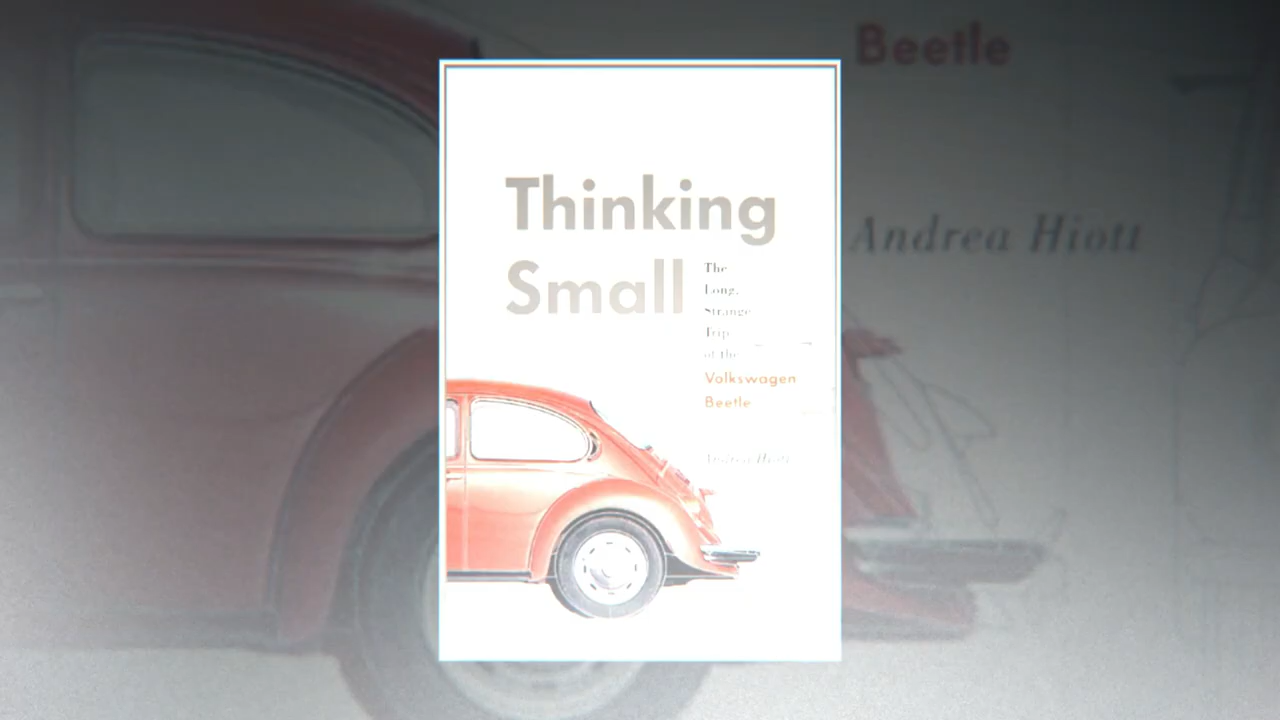 Thinking
Small
The
Long,
Strange
Trip
of the
Volkswagen
Beetle
Andrea Hiott
Beetle
Andrea Hiott